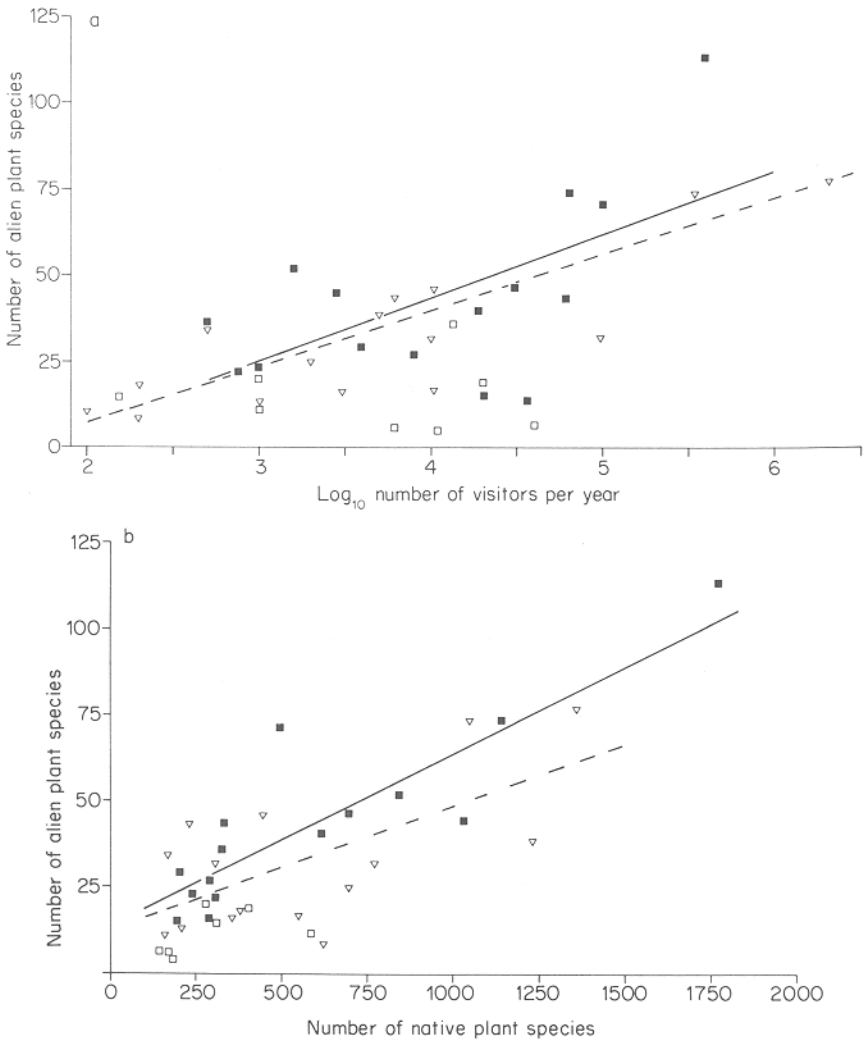 a
125
100
75
50
25
0
Number of alien plant species
2 3 4 5 6
Log10 number of visitors per year
b
125
100
75
50
25
Number of alien plant species
0 250 500 750 1000 1250 1500 1750 2000
Number of native plant species